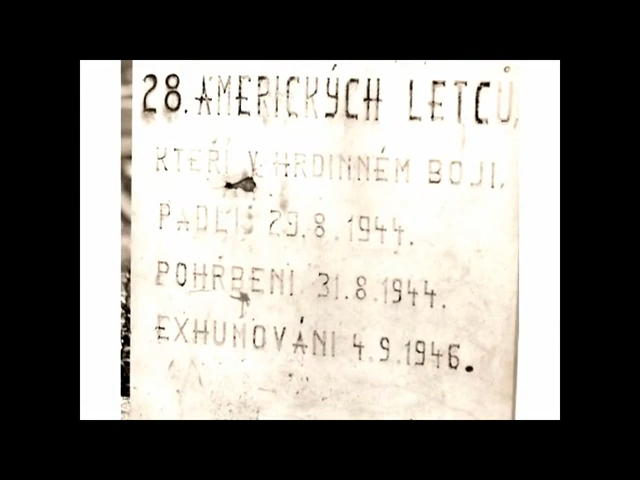 28. AMERICKÝCH LETCŮ,
KTEŘÍ V HRDINNÉM BOJI.
PADLI 29.8.1944.
POHŘBENI 31.8.1944.
EXHUMOVÁNI 4.9.1946.